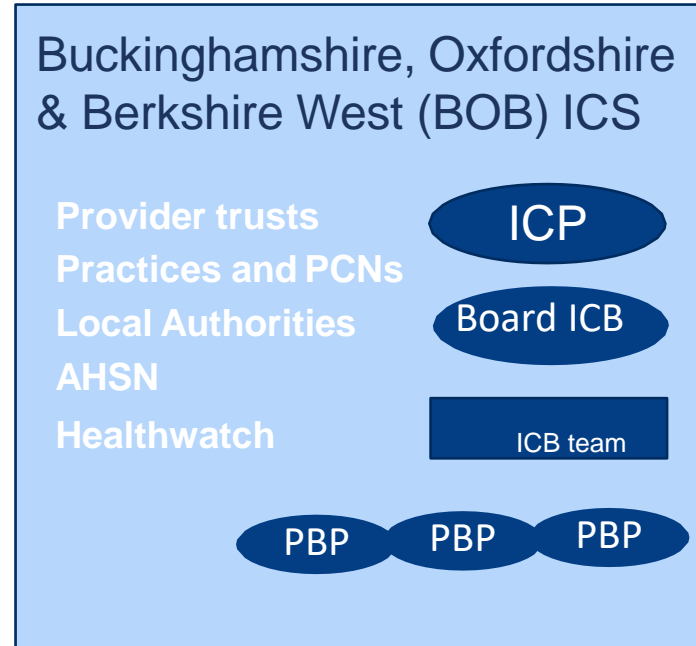 Buckinghamshire, Oxfordshire
& Berkshire West (BOB) ICS
Provider trusts
ICP
Practices and PCNs
Local Authorities
Board ICB
AHSN
Healthwatch
ICB team
PBP PBP PBP